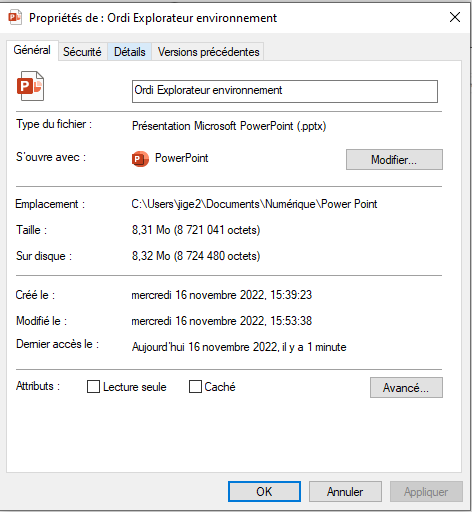 Propriétés de : Ordi Explorateur environnement
Général Sécurité Détails Versions précédentes
Ordi Explorateur environnement
Type du fichier : Présentation Microsoft PowerPoint (.pptx)
S'ouvre avec : PowerPoint Modifier...
Emplacement : C:\Users\jige2\Documents\Numérique\Power Point
Taille : 8,31 Mo (8 721 041 octets)
Sur disque : 8,32 Mo (8 724 480 octets)
Créé le : mercredi 16 novembre 2022, 15:39:23
Modifié le : mercredi 16 novembre 2022, 15:53:38
Dernier accès le : Aujourd'hui 16 novembre 2022, il y a 1 minute
Attributs : Lecture seule Caché Avancé...
OK Annuler Appliquer